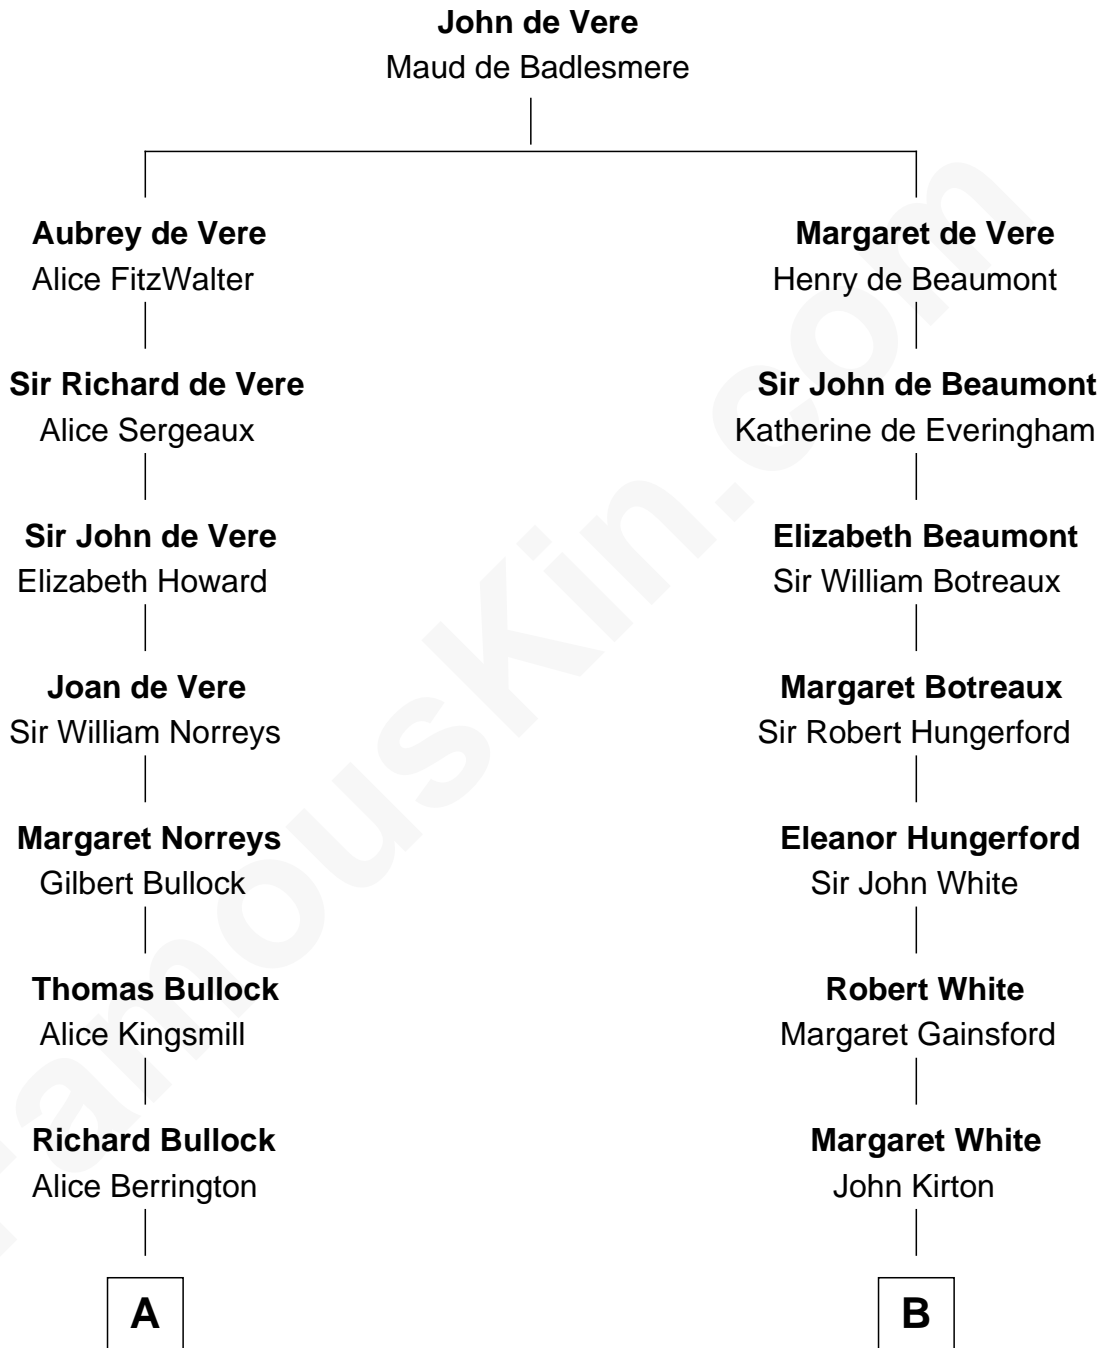 John de Vere
Maud de Badlesmere
Aubrey de Vere
Alice FitzWalter
Margaret de Vere
Henry de Beaumont
Sir Richard de Vere
Alice Sergeaux
Sir John de Beaumont
Katherine de Everingham
Sir John de Vere
Elizabeth Howard
Elizabeth Beaumont
Sir William Botreaux
Joan de Vere
Sir William Norreys
Margaret Botreaux
Sir Robert Hungerford
Margaret Norreys
Gilbert Bullock
Eleanor Hungerford
Sir John White
Thomas Bullock
Alice Kingsmill
Robert White
Margaret Gainsford
Richard Bullock
Alice Berrington
Margaret White
John Kirton
A
B
FamousKin.com